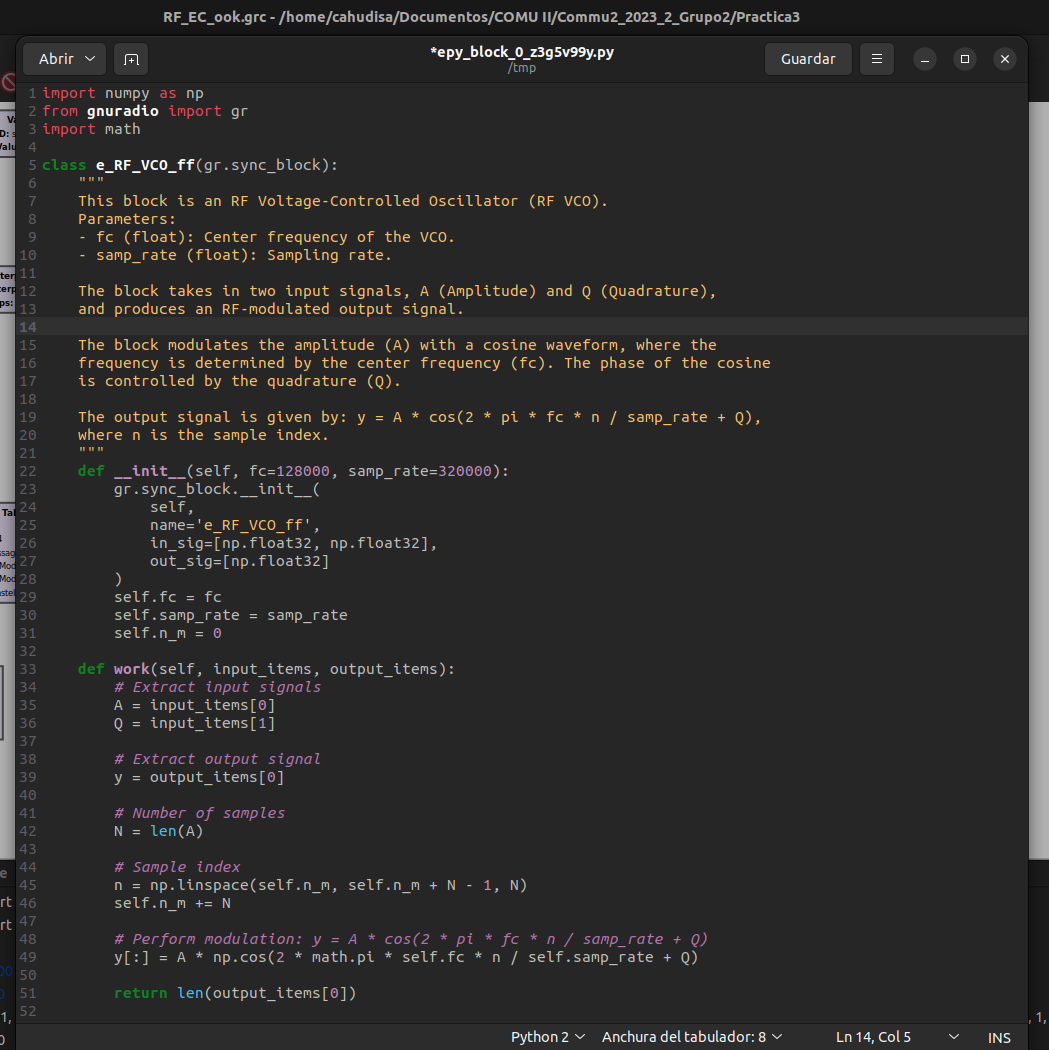 RF_EC_ook.grc - /home/cahudisa/Documentos/COMU II/Commu2_2023_2_Grupo2/Practica3
Abrir
*epy_block_0_z3g5v99y.py
/tmp
Guardar
1 import numpy as np
2 from gnuradio import gr
3 import math
4
5 class e_RF_VCO_ff(gr.sync_block):
6     """
7     This block is an RF Voltage-Controlled Oscillator (RF VCO).
8     Parameters:
9     - fc (float): Center frequency of the VCO.
10     - samp_rate (float): Sampling rate.
11
12     The block takes in two input signals, A (Amplitude) and Q (Quadrature),
13     and produces an RF-modulated output signal.
14
15     The block modulates the amplitude (A) with a cosine waveform, where the
16     frequency is determined by the center frequency (fc). The phase of the cosine
17     is controlled by the quadrature (Q).
18
19     The output signal is given by: y = A * cos(2 * pi * fc * n / samp_rate + Q),
20     where n is the sample index.
21     """
22     def __init__(self, fc=128000, samp_rate=320000):
23         gr.sync_block.__init__(
24             self,
25             name='e_RF_VCO_ff',
26             in_sig=[np.float32, np.float32],
27             out_sig=[np.float32]
28         )
29         self.fc = fc
30         self.samp_rate = samp_rate
31         self.n_m = 0
32
33     def work(self, input_items, output_items):
34         # Extract input signals
35         A = input_items[0]
36         Q = input_items[1]
37
38         # Extract output signal
39         y = output_items[0]
40
41         # Number of samples
42         N = len(A)
43
44         # Sample index
45         n = np.linspace(self.n_m, self.n_m + N - 1, N)
46         self.n_m += N
47
48         # Perform modulation: y = A * cos(2 * pi * fc * n / samp_rate + Q)
49         y[:] = A * np.cos(2 * math.pi * self.fc * n / self.samp_rate + Q)
50
51         return len(output_items[0])
52
Python 2 Anchura del tabulador: 8 Ln 14, Col 5 INS